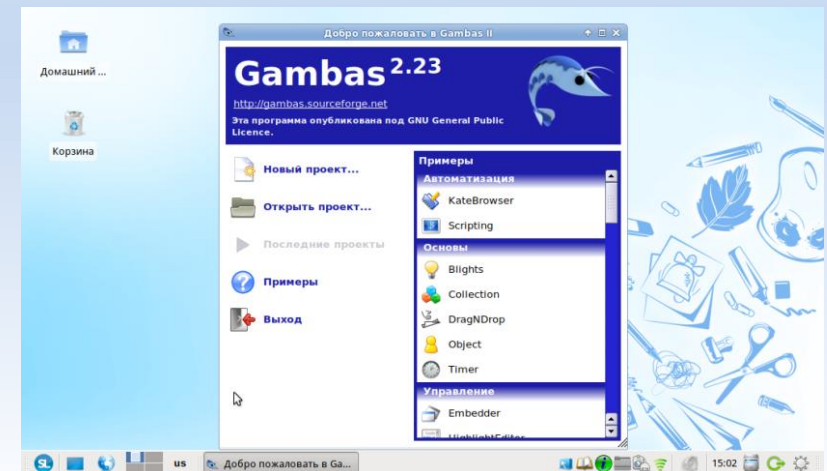 Домашний ...
Корзина
Добро пожаловать в Gambas II
Gambas 2.23
http://gambas.sourceforge.net
Эта программа опубликована под GNU General Public
Licence.
Новый проект...
Открыть проект...
Последние проекты
Примеры
Выход
Примеры
Автоматизация
KateBrowser
Scripting
Основы
Blights
Collection
DragNDrop
Object
Timer
Управление
Embedder
HighlightEditor
SL
us
Добро пожаловать в Ga...
15:02